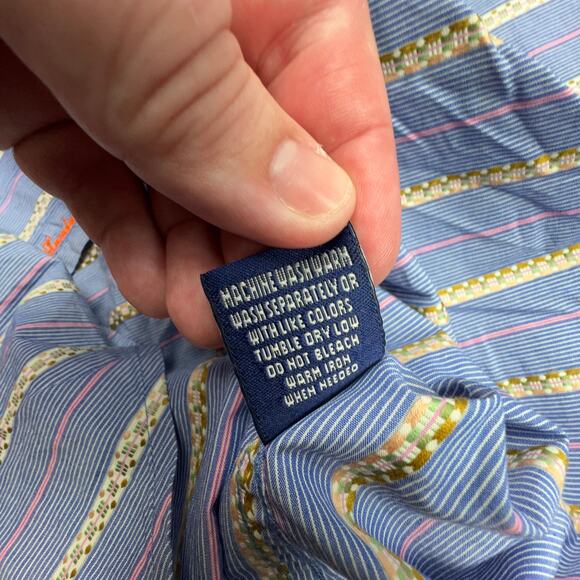 MACHINE WASH WARM
WASH SEPARATELY OR
WITH LIKE COLORS
TUMBLE DRY LOW
DO NOT BLEACH
WARM IRON
WHEN NEEDED